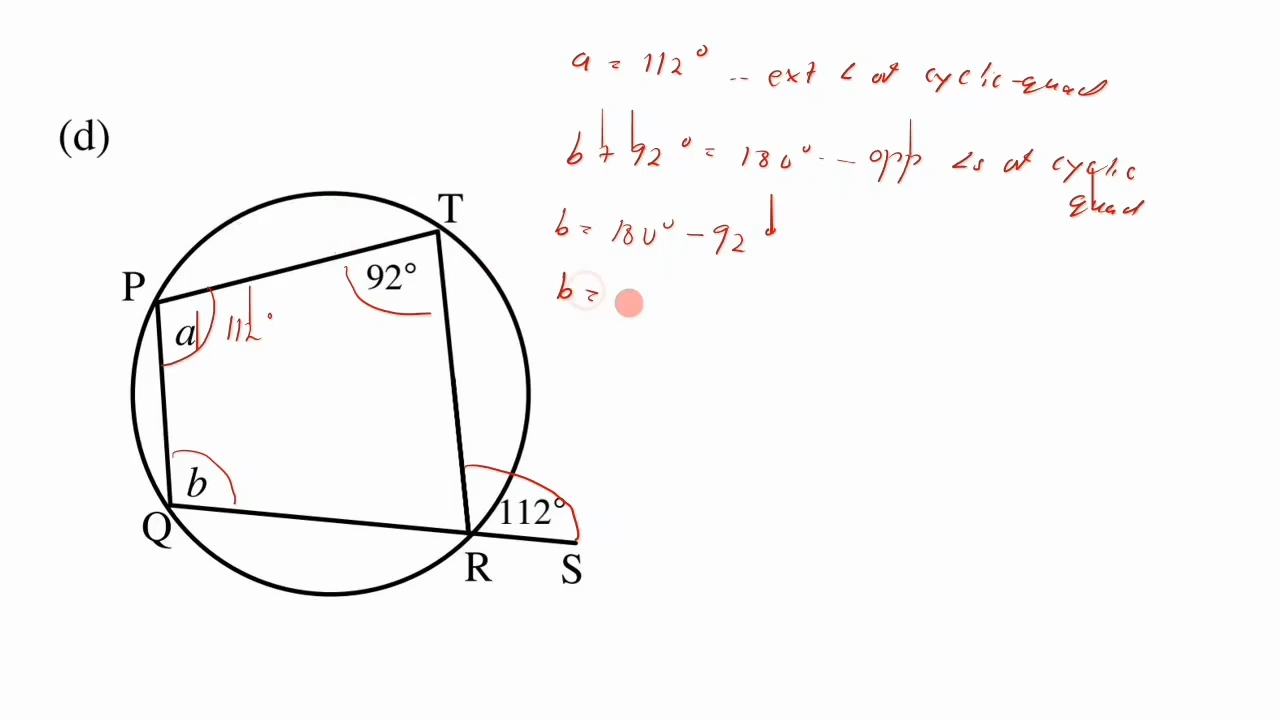 a = 112° -- ext < of cyclic-quad
(d)
b + 92° = 180° -- opp <s of cyclic
quad
b = 180° - 92
b =
T
P
92°
a 112°
b
112°
Q
R
S